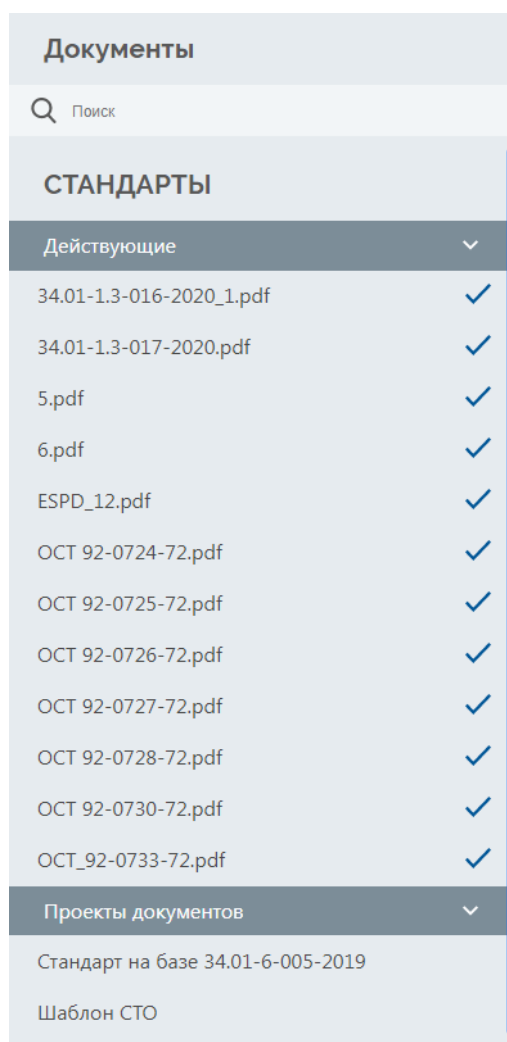 Документы
Поиск
СТАНДАРТЫ
Действующие
34.01-1.3-016-2020_1.pdf
34.01-1.3-017-2020.pdf
5.pdf
6.pdf
ESPD_12.pdf
ОСТ 92-0724-72.pdf
ОСТ 92-0725-72.pdf
ОСТ 92-0726-72.pdf
ОСТ 92-0727-72.pdf
ОСТ 92-0728-72.pdf
ОСТ 92-0730-72.pdf
ОСТ_92-0733-72.pdf
Проекты документов
Стандарт на базе 34.01-6-005-2019
Шаблон СТО